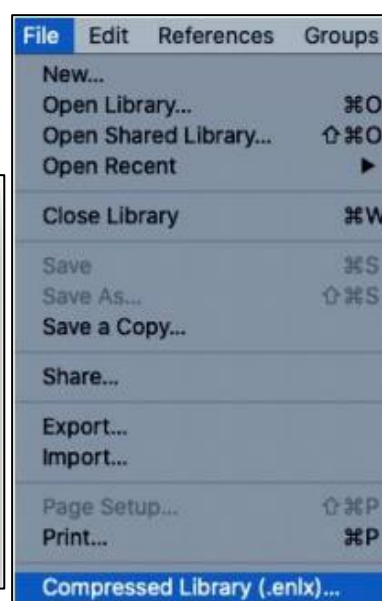 File Edit References Groups
New...
Open Library... ⌘O
Open Shared Library... ⇧⌘O
Open Recent ▶
Close Library ⌘W
Save ⌘S
Save As... ⇧⌘S
Save a Copy...
Share...
Export...
Import...
Page Setup... ⇧⌘P
Print... ⌘P
Compressed Library (.enlx)...